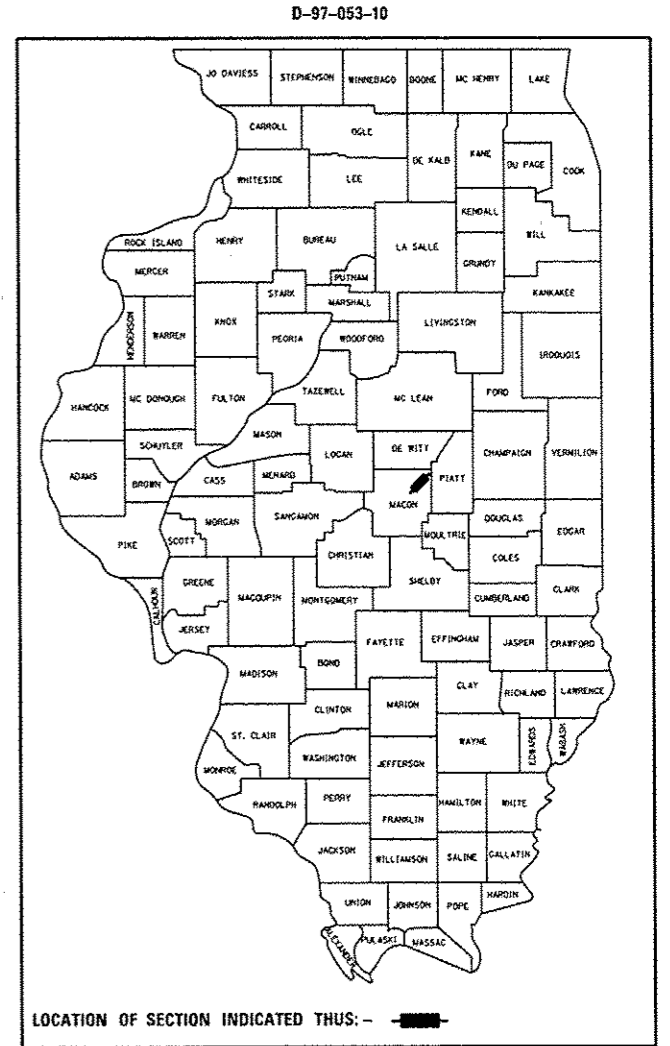 D-97-053-10
JO DAVIESS STEPHENSON WINNEBAGO BOONE MC HENRY LAKE
CARROLL OGLE
DE KALB KANE DU PAGE COOK
WHITESIDE LEE
KENDALL WILL
ROCK ISLAND HENRY BUREAU LA SALLE GRUNDY
MERCER PUTNAM
STARK MARSHALL KANKAKEE
HENDERSON WARREN KNOX PEORIA WOODFORD LIVINGSTON IROQUOIS
HANCOCK MC DONOUGH FULTON TAZEWELL MC LEAN FORD
MASON
SCHUYLER LOGAN DE WITT CHAMPAIGN VERMILION
ADAMS BROWN CASS MENARD PIATT
MACON
PIKE SCOTT MORGAN SANGAMON MOULTRIE DOUGLAS EDGAR
CHRISTIAN COLES
GREENE SHELBY
CALHOUN MACOUPIN MONTGOMERY CUMBERLAND CLARK
JERSEY
FAYETTE EFFINGHAM JASPER CRAWFORD
MADISON BOND
CLAY RICHLAND LAWRENCE
CLINTON MARION
ST. CLAIR WAYNE EDWARDS WABASH
MONROE WASHINGTON JEFFERSON
RANDOLPH PERRY HAMILTON WHITE
FRANKLIN
JACKSON WILLIAMSON SALINE GALLATIN
UNION JOHNSON POPE HARDIN
ALEXANDER PULASKI MASSAC
LOCATION OF SECTION INDICATED THUS: -